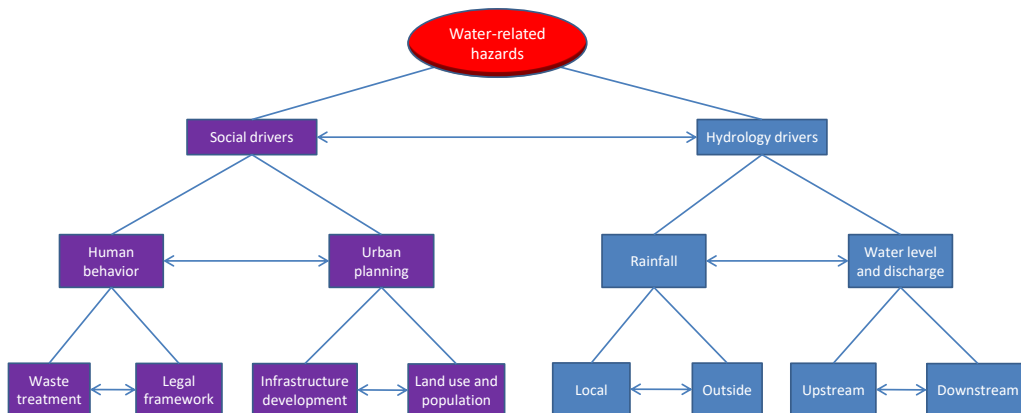 Water-related
hazards
Social drivers
Hydrology drivers
Human
behavior
Urban
planning
Rainfall
Water level
and discharge
Waste
treatment
Legal
framework
Infrastructure
development
Land use and
population
Local
Outside
Upstream
Downstream